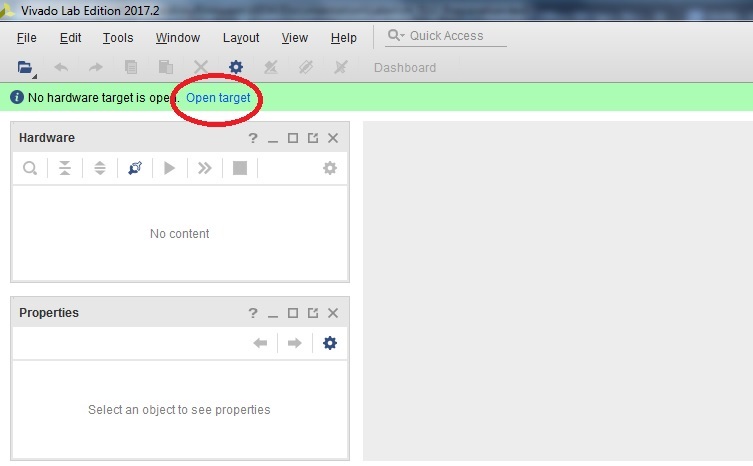 Vivado Lab Edition 2017.2
File Edit Tools Window Layout View Help Quick Access
Dashboard
No hardware target is open. Open target
Hardware ?
No content
Properties ?
Select an object to see properties